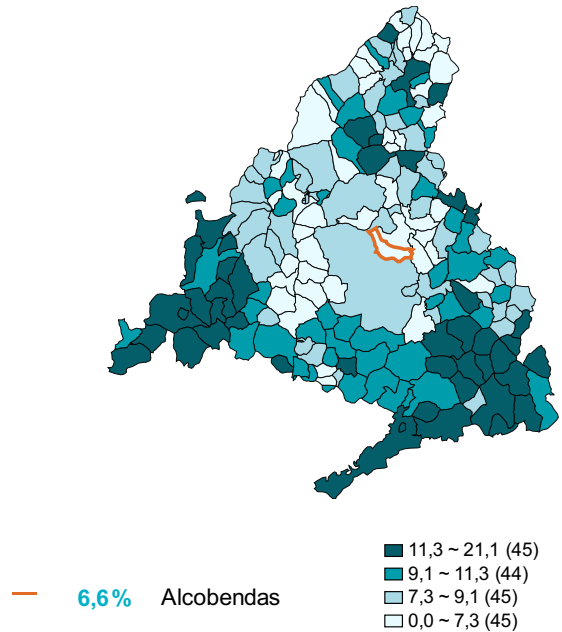 11,3 ~ 21,1 (45)
9,1 ~ 11,3 (44)
7,3 ~ 9,1 (45)
0,0 ~ 7,3 (45)
6,6% Alcobendas